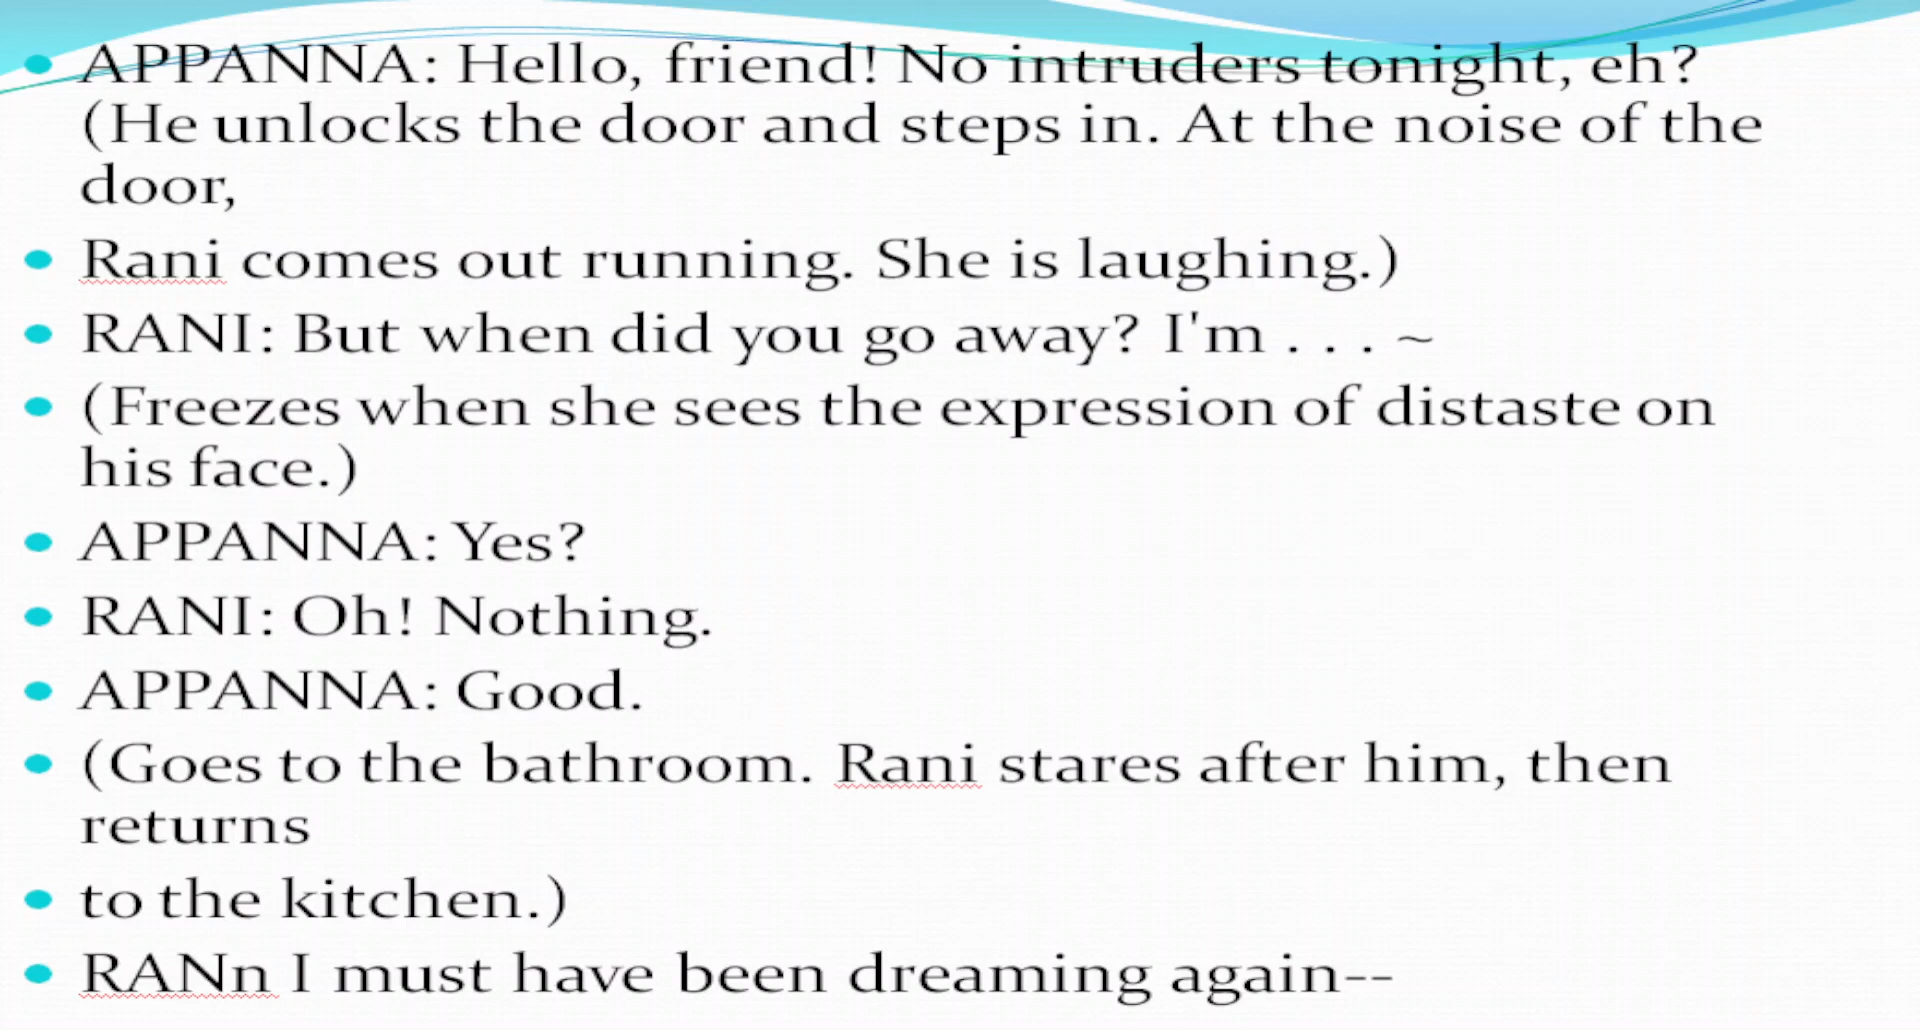 • APPANNA: Hello, friend! No intruders tonight, eh?
(He unlocks the door and steps in. At the noise of the
door,
• Rani comes out running. She is laughing.)
• RANI: But when did you go away? I'm . . . ~
• (Freezes when she sees the expression of distaste on
his face.)
• APPANNA: Yes?
• RANI: Oh! Nothing.
• APPANNA: Good.
• (Goes to the bathroom. Rani stares after him, then
returns
• to the kitchen.)
• RANn I must have been dreaming again--